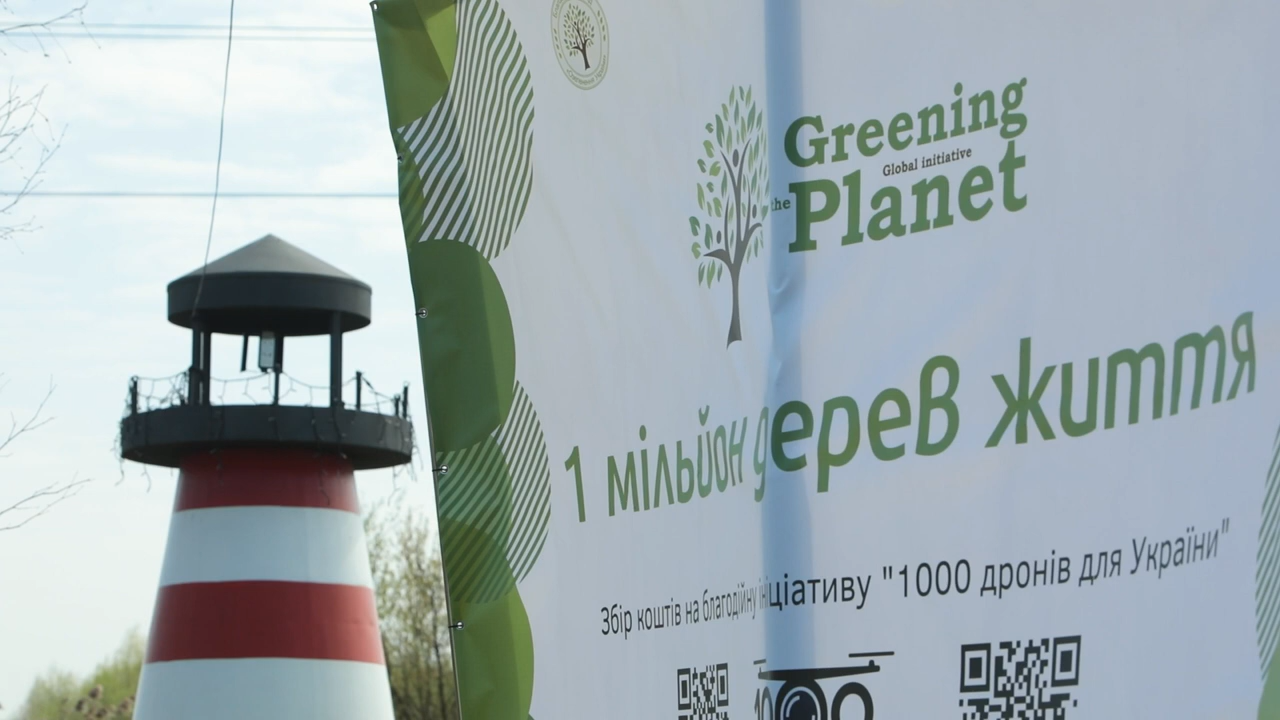 Greening
Global initiative
the Planet
1 мільйон дерев життя
Збір коштів на благодійну ініціативу "1000 дронів для України"